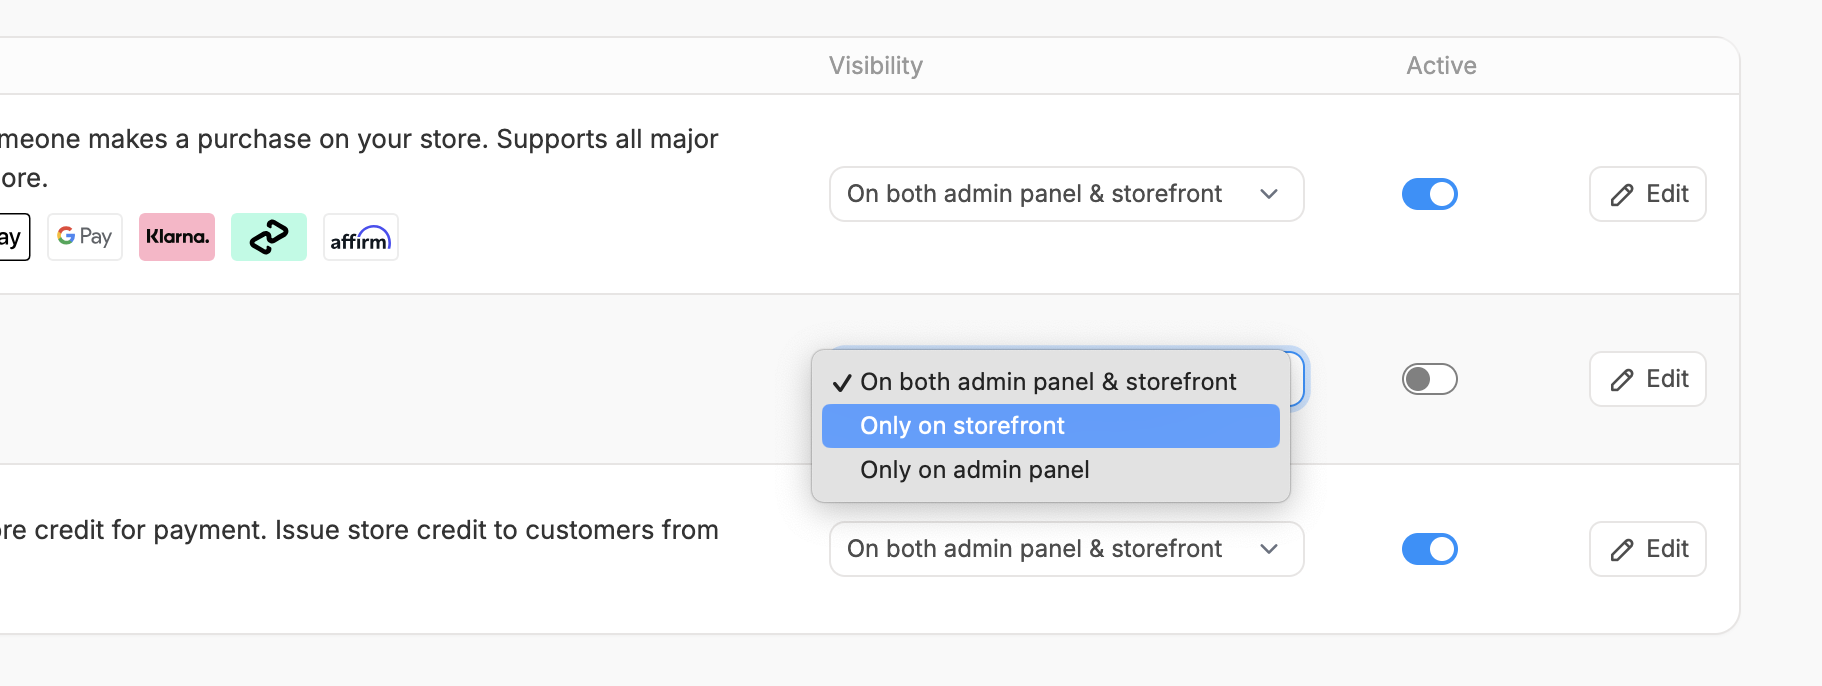 Visibility Active
meone makes a purchase on your store. Supports all major
ore.
On both admin panel & storefront
Edit
ay
G Pay
Klarna.
affirm
On both admin panel & storefront
Only on storefront
Only on admin panel
Edit
re credit for payment. Issue store credit to customers from
On both admin panel & storefront
Edit